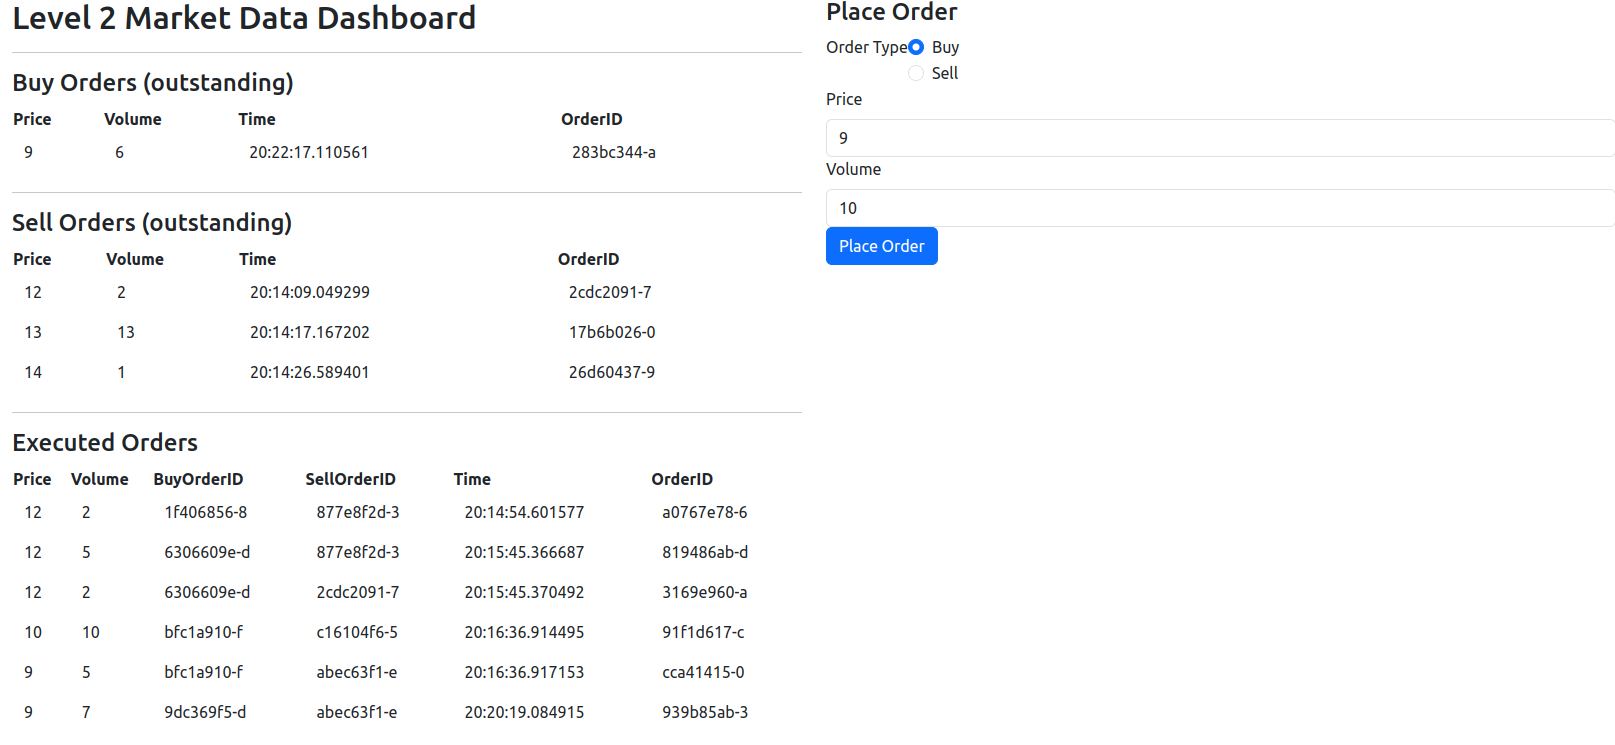 Level 2 Market Data Dashboard
Buy Orders (outstanding)
Price Volume Time OrderID
9 6 20:22:17.110561 283bc344-a
Sell Orders (outstanding)
Price Volume Time OrderID
12 2 20:14:09.049299 2cdc2091-7
13 13 20:14:17.167202 17b6b026-0
14 1 20:14:26.589401 26d60437-9
Executed Orders
Price Volume BuyOrderID SellOrderID Time OrderID
12 2 1f406856-8 877e8f2d-3 20:14:54.601577 a0767e78-6
12 5 6306609e-d 877e8f2d-3 20:15:45.366687 819486ab-d
12 2 6306609e-d 2cdc2091-7 20:15:45.370492 3169e960-a
10 10 bfc1a910-f c16104f6-5 20:16:36.914495 91f1d617-c
9 5 bfc1a910-f abec63f1-e 20:16:36.917153 cca41415-0
9 7 9dc369f5-d abec63f1-e 20:20:19.084915 939b85ab-3
Place Order
Order Type Buy
Sell
Price
9
Volume
10
Place Order